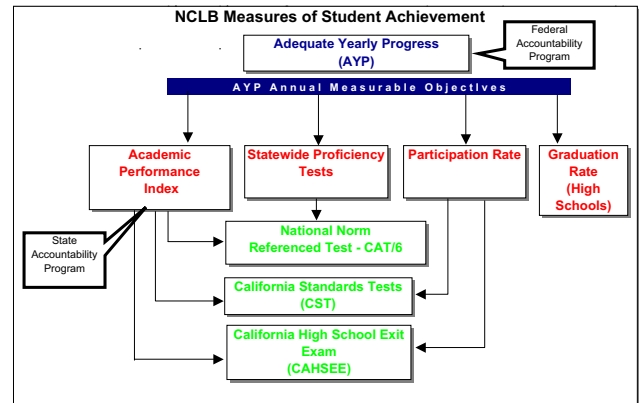 NCLB Measures of Student Achievement
Adequate Yearly Progress
(AYP)
Federal
Accountability
Program
AYP Annual Measurable ObjectIves
Academic
Performance
Index
Statewide Proficiency
Tests
Participation Rate
Graduation
Rate
(High
Schools)
State
Accountability
Program
National Norm
Referenced Test - CAT/6
California Standards Tests
(CST)
California High School Exit
Exam
(CAHSEE)